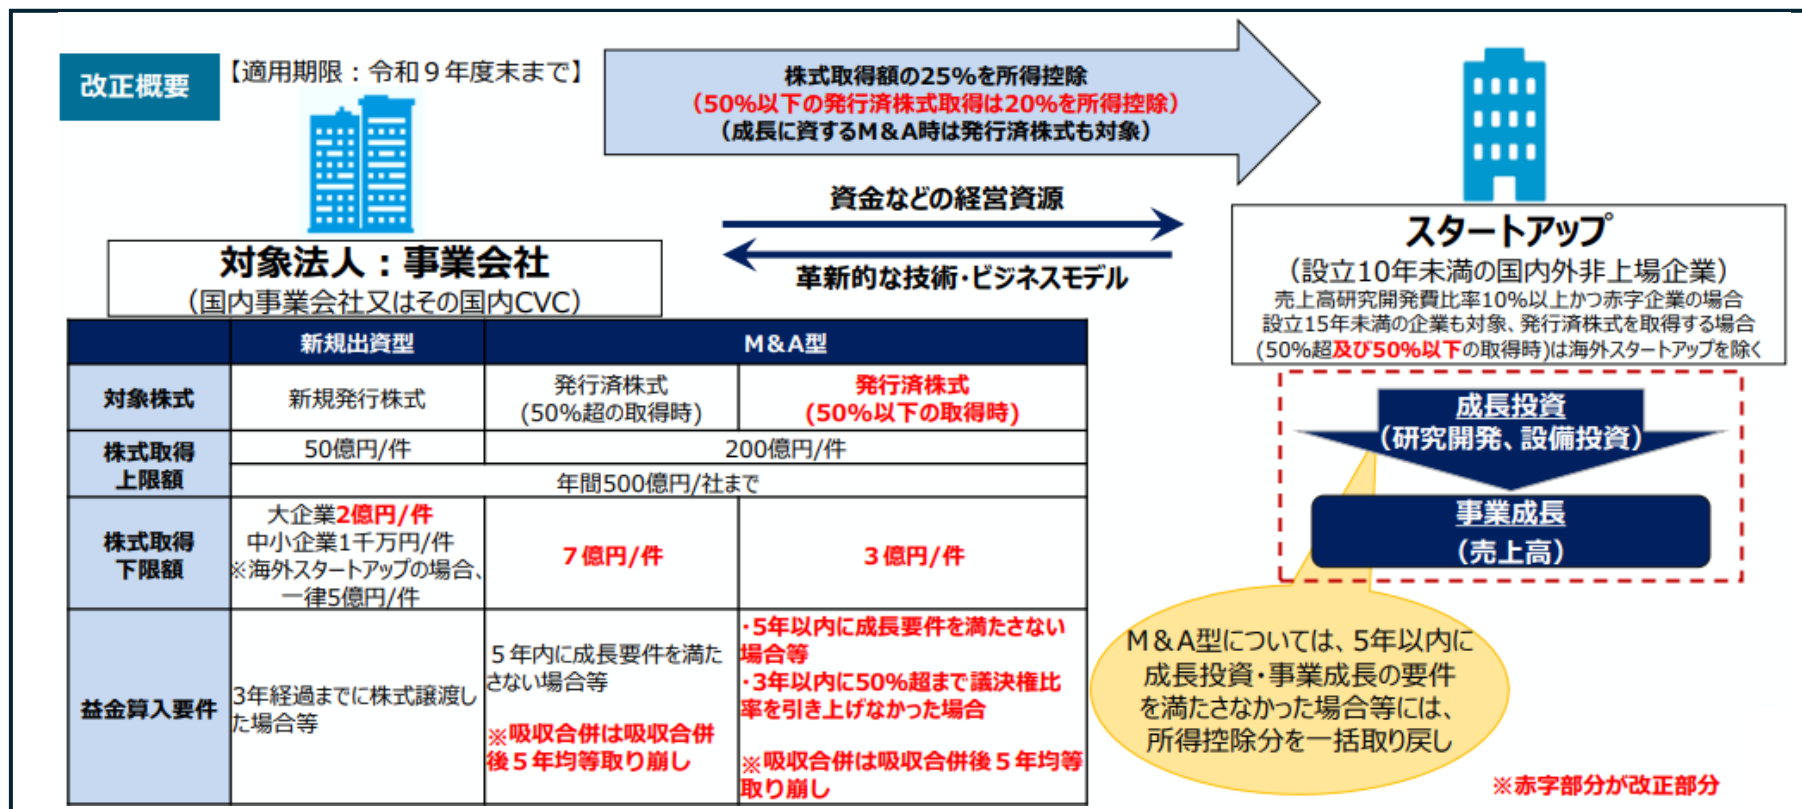 改正概要
【適用期限：令和９年度末まで】
株式取得額の25%を所得控除
（50%以下の発行済株式取得は20%を所得控除）
（成長に資するM&A時は発行済株式も対象）
資金などの経営資源
革新的な技術・ビジネスモデル
対象法人：事業会社
（国内事業会社又はその国内CVC）
スタートアップ
（設立10年未満の国内外非上場企業）
売上高研究開発費比率10%以上かつ赤字企業の場合
設立15年未満の企業も対象、発行済株式を取得する場合
(50%超及び50%以下の取得時)は海外スタートアップを除く
新規出資型
M&A型
対象株式
新規発行株式
発行済株式
(50%超の取得時)
発行済株式
(50%以下の取得時)
株式取得
上限額
50億円/件
200億円/件
年間500億円/社まで
株式取得
下限額
大企業2億円/件
中小企業1千万円/件
※海外スタートアップの場合、
一律5億円/件
７億円/件
３億円/件
益金算入要件
3年経過までに株式譲渡し
た場合等
５年内に成長要件を満た
さない場合等
※吸収合併は吸収合併
後５年均等取り崩し
・5年以内に成長要件を満たさない
場合等
・3年以内に50%超まで議決権比
率を引き上げなかった場合
※吸収合併は吸収合併後５年均等
取り崩し
成長投資
（研究開発、設備投資）
事業成長
（売上高）
M&A型については、5年以内に
成長投資・事業成長の要件
を満たさなかった場合等には、
所得控除分を一括取り戻し
※赤字部分が改正部分